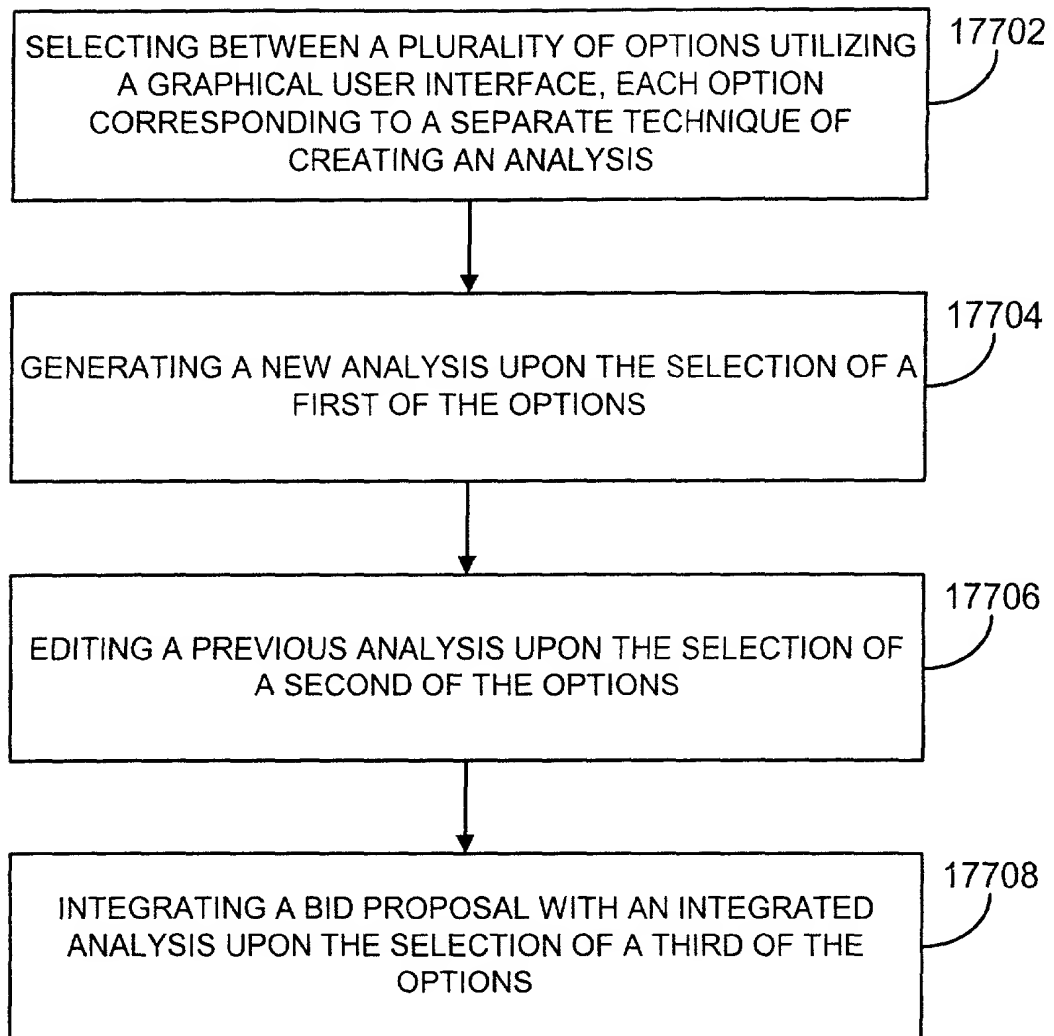 SELECTING BETWEEN A PLURALITY OF OPTIONS UTILIZING
A GRAPHICAL USER INTERFACE, EACH OPTION
CORRESPONDING TO A SEPARATE TECHNIQUE OF
CREATING AN ANALYSIS
17702
GENERATING A NEW ANALYSIS UPON THE SELECTION OF A
FIRST OF THE OPTIONS
17704
EDITING A PREVIOUS ANALYSIS UPON THE SELECTION OF
A SECOND OF THE OPTIONS
17706
INTEGRATING A BID PROPOSAL WITH AN INTEGRATED
ANALYSIS UPON THE SELECTION OF A THIRD OF THE
OPTIONS
17708